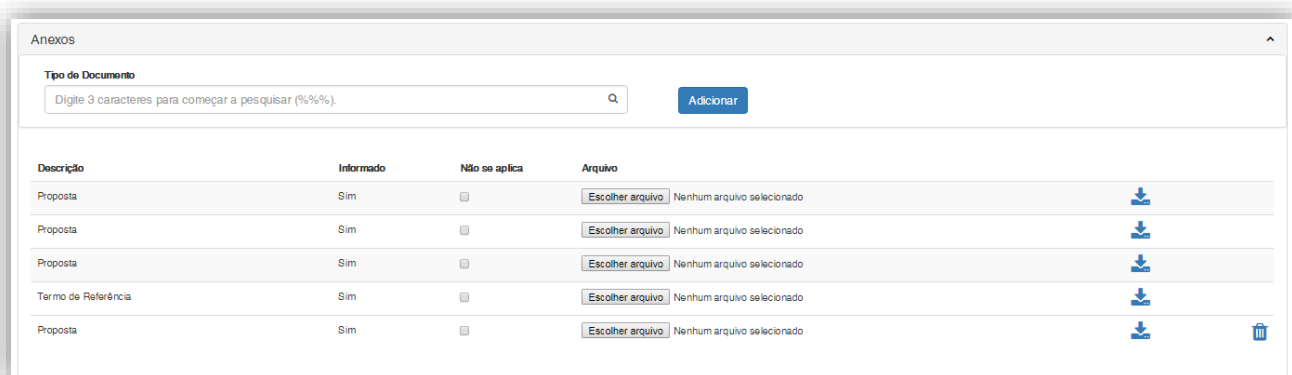 Anexos
Tipo de Documento
Digite 3 caracteres para começar a pesquisar (%%%).
Adicionar
Descrição Informado Não se aplica Arquivo
Proposta Sim Escolher arquivo Nenhum arquivo selecionado
Proposta Sim Escolher arquivo Nenhum arquivo selecionado
Proposta Sim Escolher arquivo Nenhum arquivo selecionado
Termo de Referência Sim Escolher arquivo Nenhum arquivo selecionado
Proposta Sim Escolher arquivo Nenhum arquivo selecionado